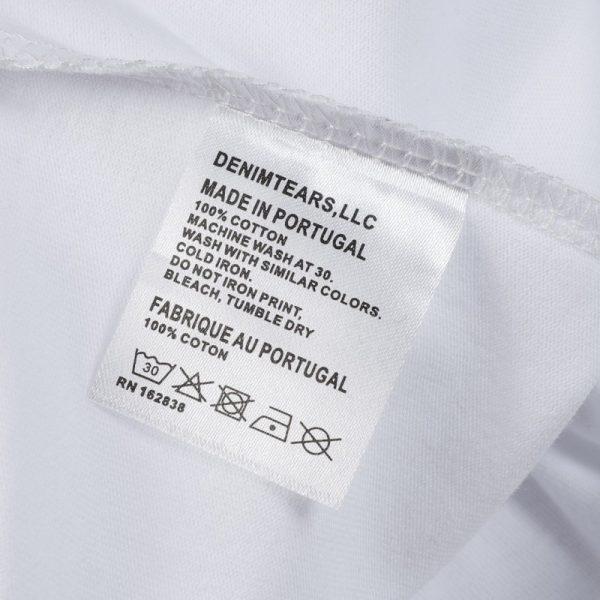 DENIMTEARS,LLC
MADE IN PORTUGAL
100% COTTON
MACHINE WASH AT 30.
WASH WITH SIMILAR COLORS.
COLD IRON.
DO NOT IRON PRINT,
BLEACH, TUMBLE DRY
FABRIQUE AU PORTUGAL
100% COTON
30
RN 162838